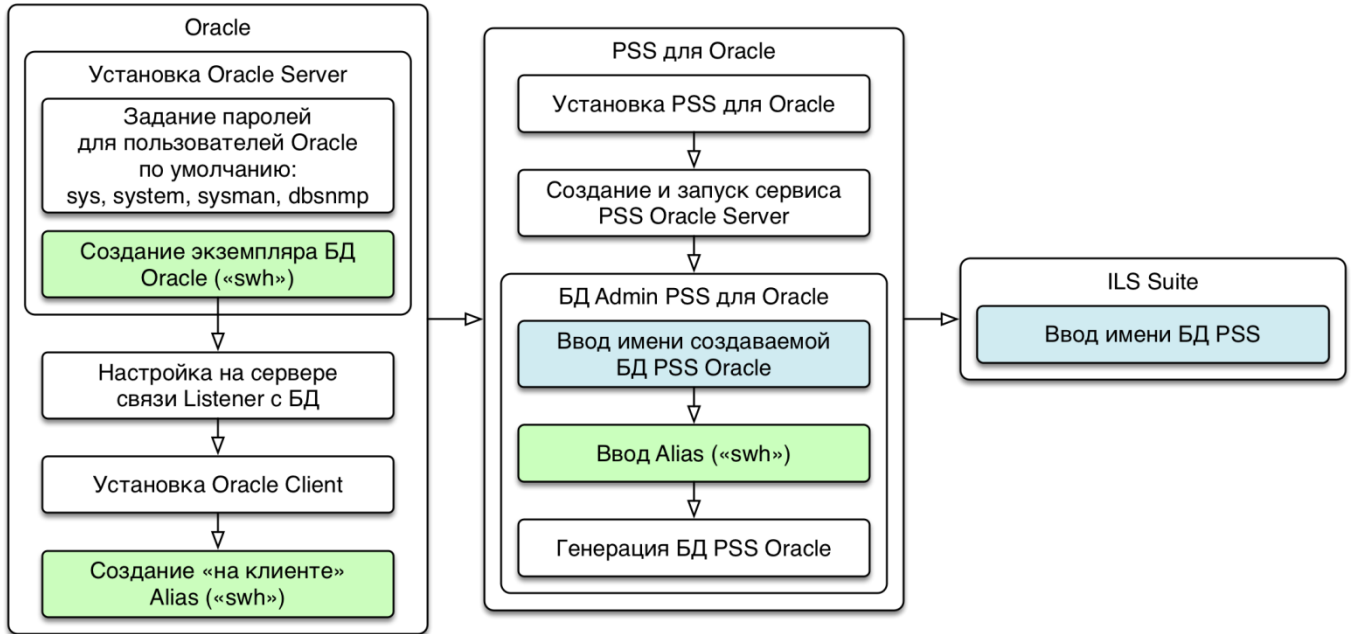 Oracle
Установка Oracle Server
Задание паролей
для пользователей Oracle
по умолчанию:
sys, system, sysman, dbsnmp
Создание экземпляра БД
Oracle («swh»)
Настройка на сервере
связи Listener с БД
Установка Oracle Client
Создание «на клиенте»
Alias («swh»)
PSS для Oracle
Установка PSS для Oracle
Создание и запуск сервиса
PSS Oracle Server
БД Admin PSS для Oracle
Ввод имени создаваемой
БД PSS Oracle
Ввод Alias («swh»)
Генерация БД PSS Oracle
ILS Suite
Ввод имени БД PSS